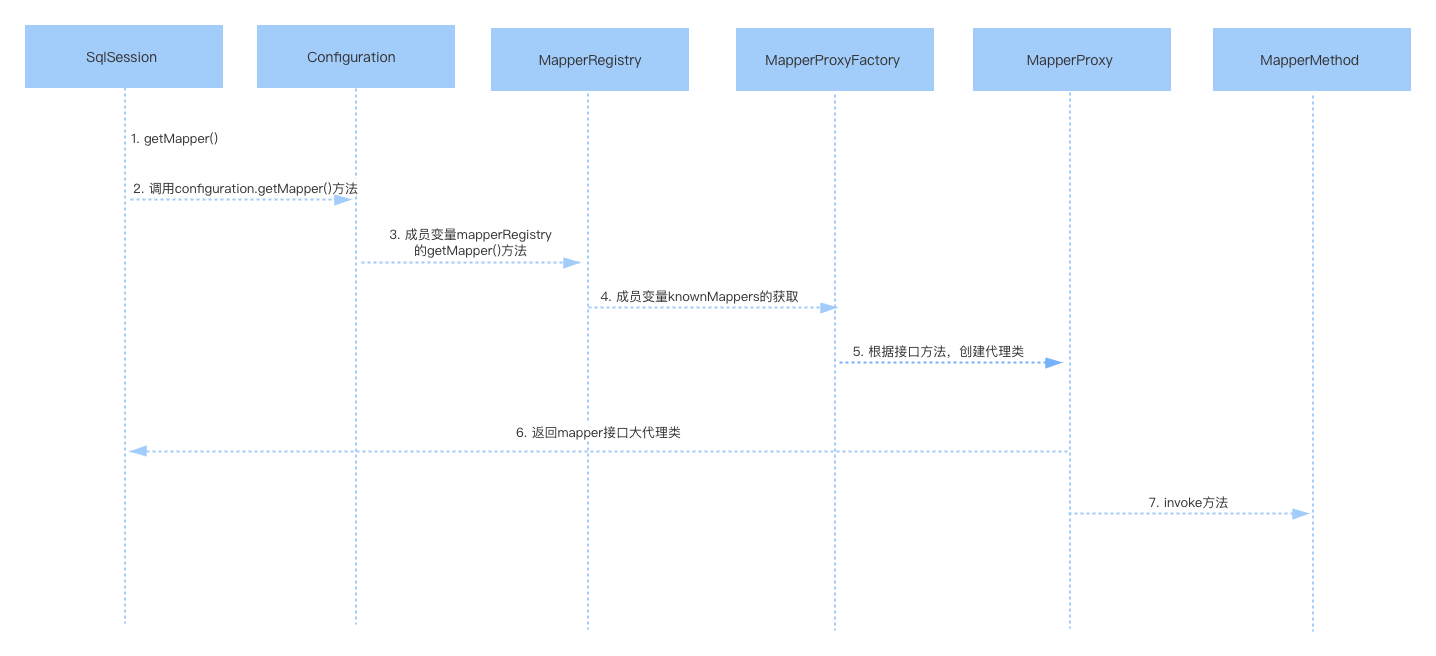 SqlSession
Configuration
MapperRegistry
MapperProxyFactory
MapperProxy
MapperMethod
1. getMapper()
2. 调用configuration.getMapper()方法
3. 成员变量mapperRegistry
的getMapper()方法
4. 成员变量knownMappers的获取
5. 根据接口方法，创建代理类
6. 返回mapper接口大代理类
7. invoke方法